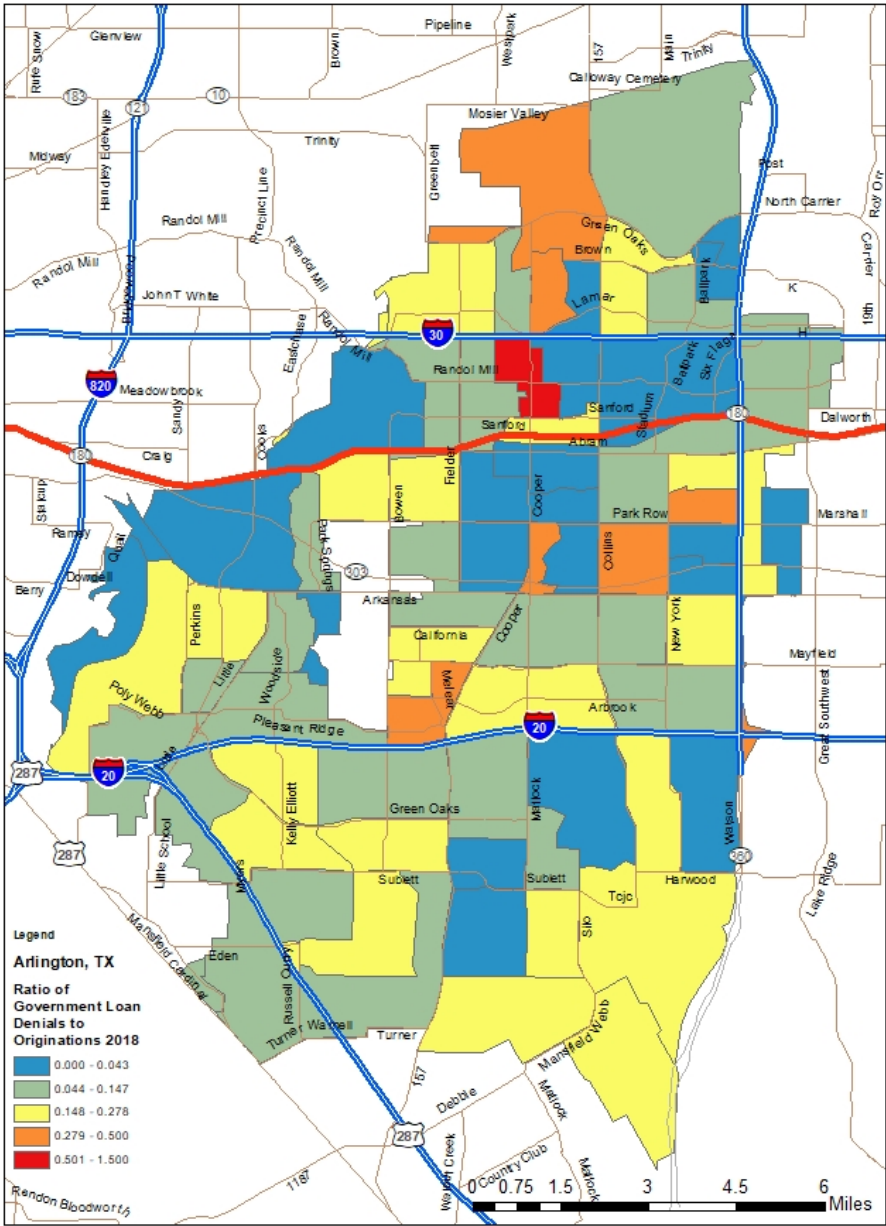 Pipeline
Glenview
Rufe Snow
Brown
Westpark
157
Main
Trinity
Calloway Cemetery
183
121
10
Mosier Valley
Midway
Handley Ederville
Trinity
Greenbelt
Post
North Carrier
Roy Orr
Precinct Line
Randol Mill
Randol Mill
Green Oaks
Brown
Carrier
Randol Mill
Bridgewood
John T White
Lamar
Ballpark
K
19th
Eastchase
Randol Mill
30
H
Randol Mill
Ballpark
Six Flags
820
Meadowbrook
Sandy
Cooks
Sanford
Sanford
Stadium
180
Dalworth
Abram
180
Craig
Fielder
Cooper
Bowen
Park Row
Marshall
Ramey
Quail
Park Springs
Collins
303
Dowdell
Berry
Arkansas
Perkins
Cooper
New York
California
Mayfield
Little
Woodside
Poly Webb
Melear
Arbrook
Great Southwest
Pleasant Ridge
20
287
20
Kelly Elliott
Green Oaks
Matlock
Watson
287
Little School
360
Sublett
Sublett
Harwood
Tcjc
Lake Ridge
Silo
Mansfield Cardinal
Eden
Russell Curry
Turner Warnell
Turner
Mansfield Webb
157
Debbie
Matlock
287
Walnut Creek
Country Club
Matlock
1187
Rendon Bloodworth
Legend
Arlington, TX
Ratio of
Government Loan
Denials to
Originations 2018
0.000 - 0.043
0.044 - 0.147
0.148 - 0.278
0.279 - 0.500
0.501 - 1.500
0 0.75 1.5 3 4.5 6
Miles